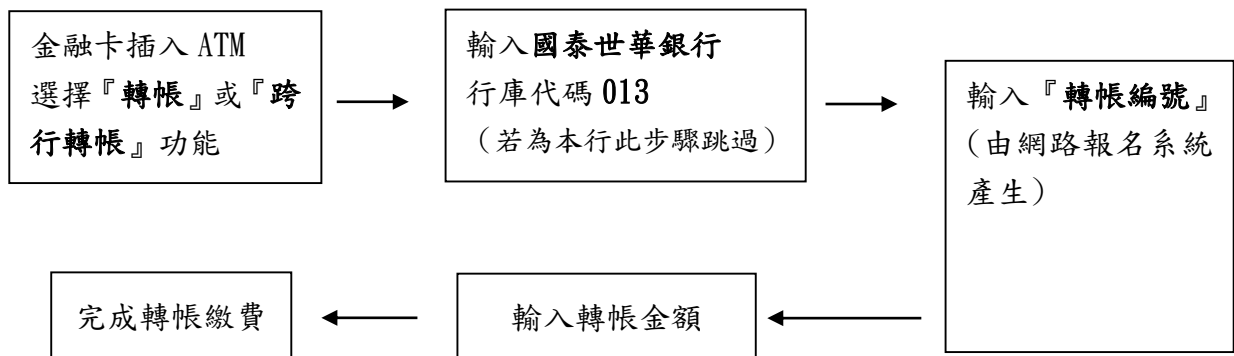 金融卡插入 ATM
選擇『轉帳』或『跨
行轉帳』功能
輸入國泰世華銀行
行庫代碼 013
（若為本行此步驟跳過）
輸入『轉帳編號』
（由網路報名系統
產生）
輸入轉帳金額
完成轉帳繳費